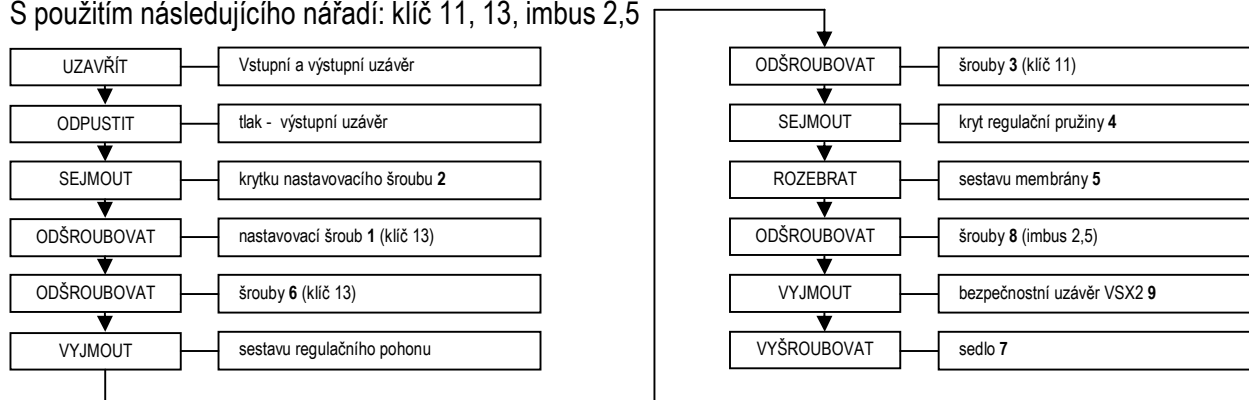 S použitím následujícího nářadí: klíč 11, 13, imbus 2,5
UZAVŘÍT Vstupní a výstupní uzávěr
ODPUSTIT tlak - výstupní uzávěr
SEJMOUT krytku nastavovacího šroubu 2
ODŠROUBOVAT nastavovací šroub 1 (klíč 13)
ODŠROUBOVAT šrouby 6 (klíč 13)
VYJMOUT sestavu regulačního pohonu
ODŠROUBOVAT šrouby 3 (klíč 11)
SEJMOUT kryt regulační pružiny 4
ROZEBRAT sestavu membrány 5
ODŠROUBOVAT šrouby 8 (imbus 2,5)
VYJMOUT bezpečnostní uzávěr VSX2 9
VYŠROUBOVAT sedlo 7